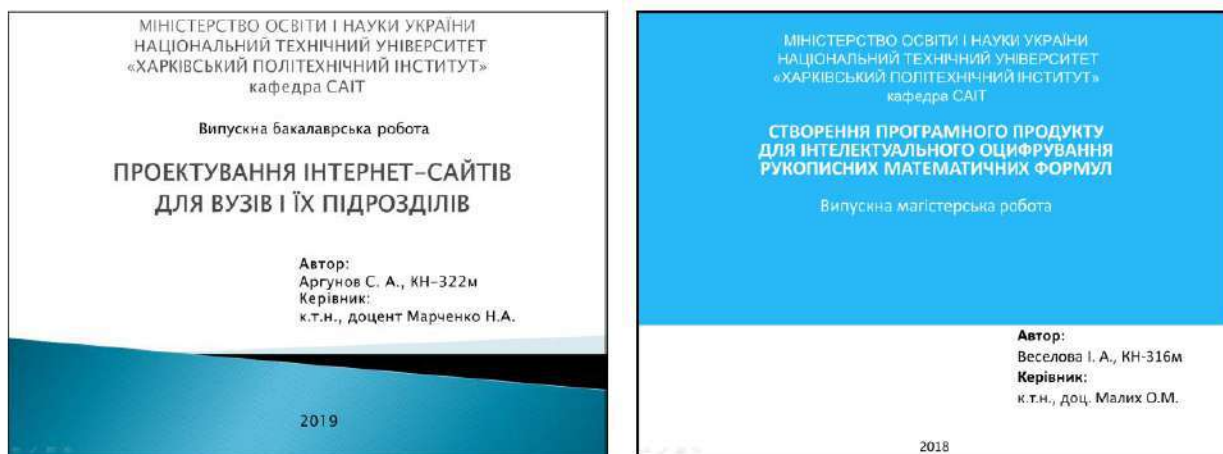 МІНІСТЕРСТВО ОСВІТИ І НАУКИ УКРАЇНИ
НАЦІОНАЛЬНИЙ ТЕХНІЧНИЙ УНІВЕРСИТЕТ
«ХАРКІВСЬКИЙ ПОЛІТЕХНІЧНИЙ ІНСТИТУТ»
кафедра САІТ
Випускна бакалаврська робота
ПРОЕКТУВАННЯ ІНТЕРНЕТ-САЙТІВ
ДЛЯ ВУЗІВ І ЇХ ПІДРОЗДІЛІВ
Автор:
Аргунов С. А., КН-322м
Керівник:
к.т.н., доцент Марченко Н.А.
2019
МІНІСТЕРСТВО ОСВІТИ І НАУКИ УКРАЇНИ
НАЦІОНАЛЬНИЙ ТЕХНІЧНИЙ УНІВЕРСИТЕТ
«ХАРКІВСЬКИЙ ПОЛІТЕХНІЧНИЙ ІНСТИТУТ»
кафедра САІТ
СТВОРЕННЯ ПРОГРАМНОГО ПРОДУКТУ
ДЛЯ ІНТЕЛЕКТУАЛЬНОГО ОЦИФРУВАННЯ
РУКОПИСНИХ МАТЕМАТИЧНИХ ФОРМУЛ
Випускна магістерська робота
Автор:
Веселова І. А., КН-316м
Керівник:
к.т.н., доц. Малих О.М.
2018